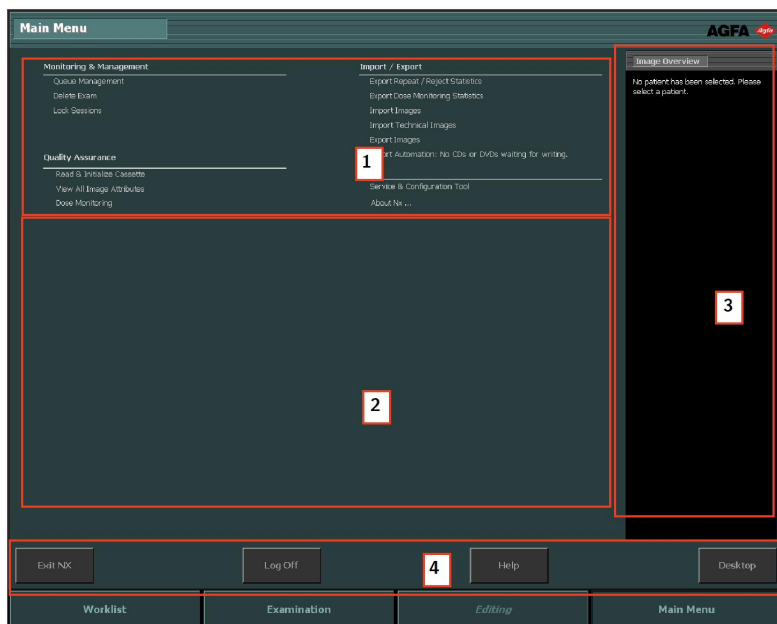 Main Menu
AGFA
Monitoring & Management
Queue Management
Delete Exam
Lock Sessions
Quality Assurance
Read & Initialize Cassette
View All Image Attributes
Dose Monitoring
Import / Export
Export Repeat / Reject Statistics
Export Dose Monitoring Statistics
Import Images
Import Technical Images
Export Images
Automation: No CDs or DVDs waiting for writing.
Service & Configuration Tool
About Nx ...
1
2
Image Overview
No patient has been selected. Please
select a patient.
3
Exit NX
Log Off
4
Help
Desktop
Worklist
Examination
Editing
Main Menu